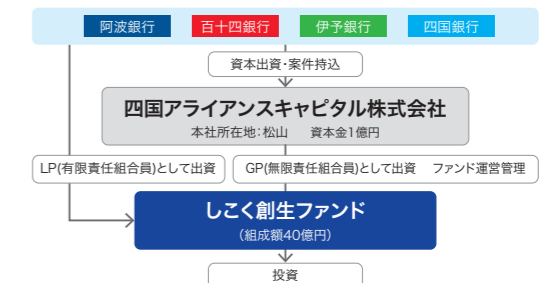 阿波銀行 百十四銀行 伊予銀行 四国銀行
資本出資・案件持込
四国アライアンスキャピタル株式会社
本社所在地:松山 資本金1億円
LP(有限責任組合員)として出資 GP(無限責任組合員)として出資 ファンド運営管理
しこく創生ファンド
(組成額40億円)
投資